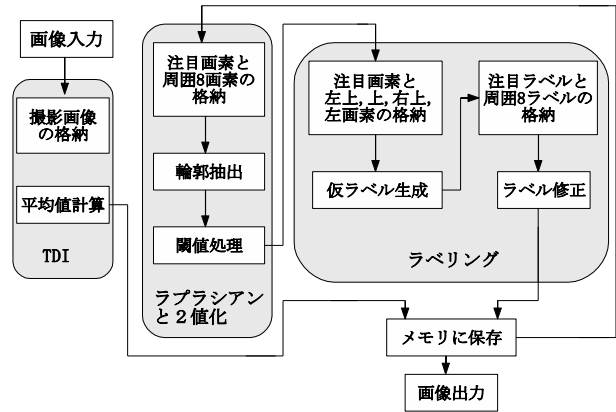 画像入力
撮影画像
の格納
平均値計算
TDI
注目画素と
周囲8画素の
格納
輪郭抽出
閾値処理
ラプラシアン
と２値化
注目画素と
左上,上,右上,
左画素の格納
仮ラベル生成
注目ラベルと
周囲8ラベルの
格納
ラベル修正
ラベリング
メモリに保存
画像出力